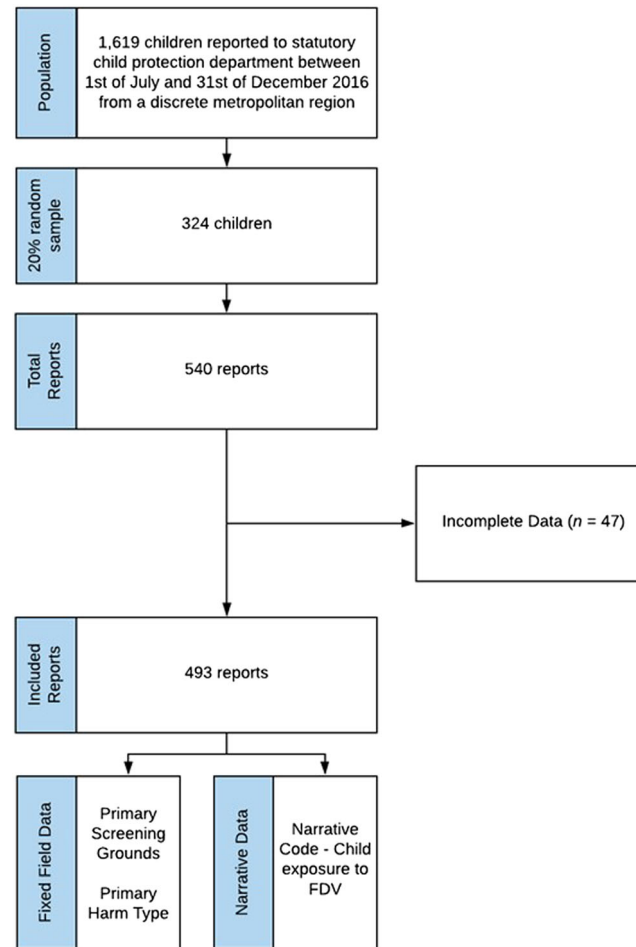 Population
1,619 children reported to statutory
child protection department between
1st of July and 31st of December 2016
from a discrete metropolitan region
20% random
sample
324 children
Total
Reports
540 reports
Incomplete Data (n = 47)
Included
Reports
493 reports
Fixed Field Data
Primary
Screening
Grounds
Primary
Harm Type
Narrative Data
Narrative
Code - Child
exposure to
FDV